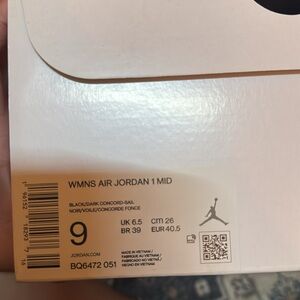 WMNS AIR JORDAN 1 MID
BLACK/DARK CONCORD-SAIL
NOIR/VOILE/CONCORDE FONCE
9
UK 6.5
CITI 26
BR 39
EUR 40.5
JORDAN.COM
BQ6472 051
MADE IN VIETNAM/
FABRIQUÉ AU VIETNAM/
HECHO EN VIETNAM